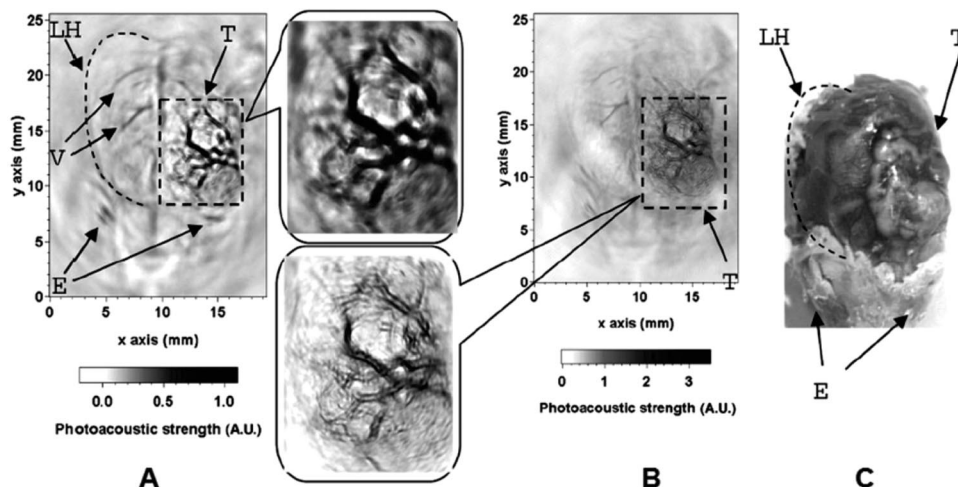 25
20
15
10
5
0
y axis (mm)
0 5 10 15
x axis (mm)
LH
T
V
E
0.0 0.5 1.0
Photoacoustic strength (A.U.)
A
25
20
15
10
5
0
y axis (mm)
0 5 10 15
x axis (mm)
T
0 1 2 3
Photoacoustic strength (A.U.)
B
LH
T
E
C